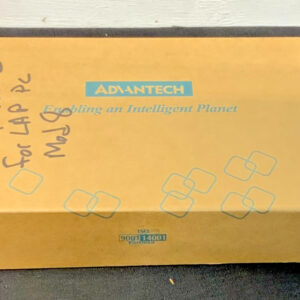 ADVANTECH
Enabling an Intelligent Planet
For LAP PC
Mod 8
ISO
9001 14001